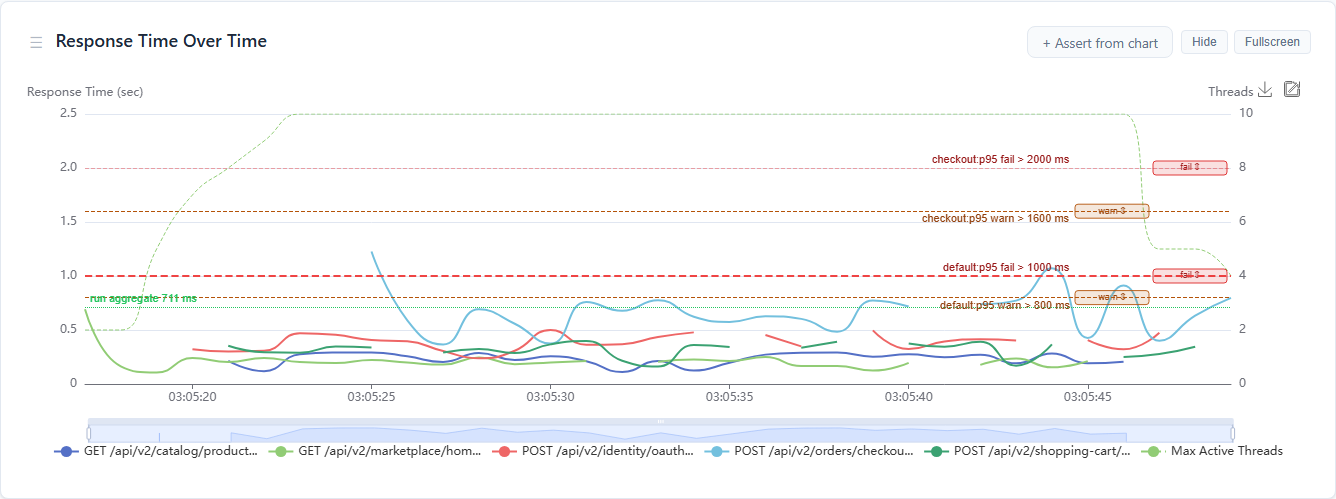 Response Time Over Time
+ Assert from chart
Hide
Fullscreen
Response Time (sec)
Threads
2.5
10
checkout:p95 fail > 2000 ms
2.0
fail ⇕
8
warn ⇕
checkout:p95 warn > 1600 ms
1.5
6
default:p95 fail > 1000 ms
1.0
fail ⇕
4
run aggregate 711 ms
warn ⇕
default:p95 warn > 800 ms
0.5
2
0
0
03:05:20
03:05:25
03:05:30
03:05:35
03:05:40
03:05:45
GET /api/v2/catalog/product...
GET /api/v2/marketplace/hom...
POST /api/v2/identity/oauth...
POST /api/v2/orders/checkou...
POST /api/v2/shopping-cart/...
Max Active Threads